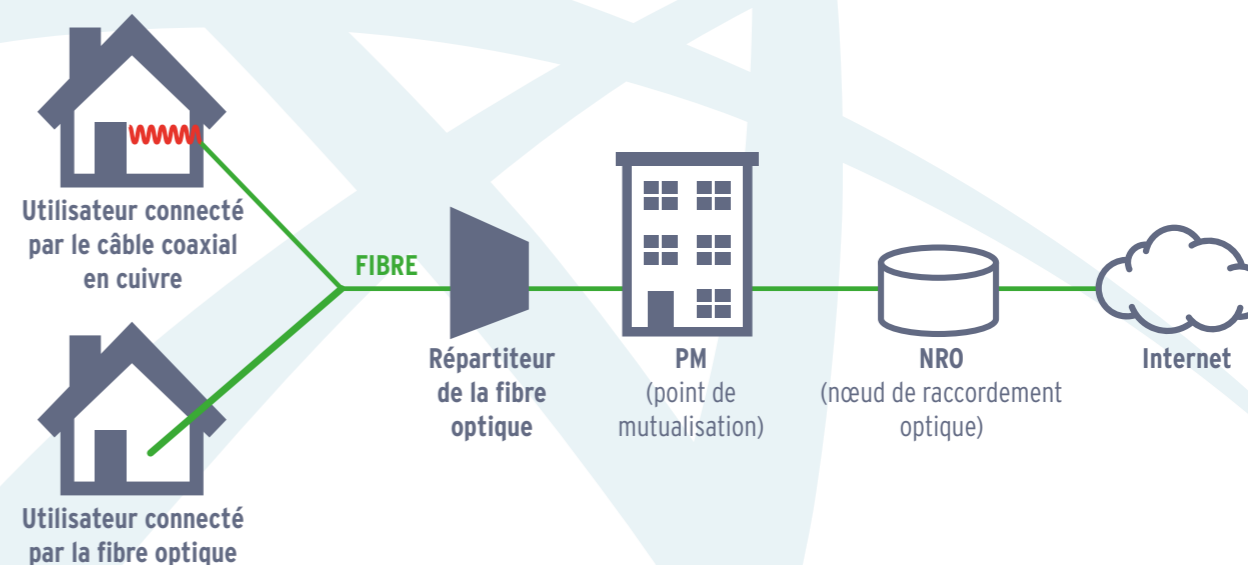 Utilisateur connecté
par le câble coaxial
en cuivre
FIBRE
Utilisateur connecté
par la fibre optique
Répartiteur
de la fibre
optique
PM
(point de
mutualisation)
NRO
(nœud de raccordement
optique)
Internet